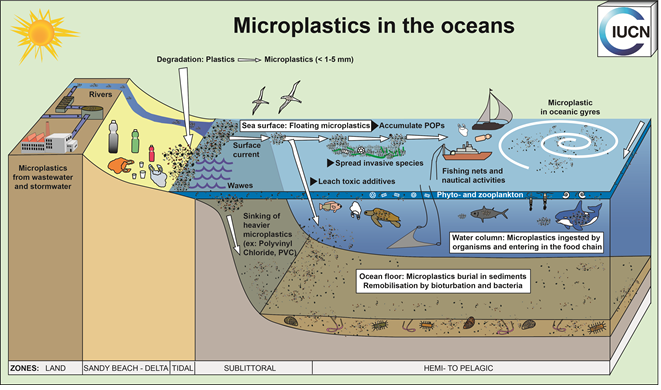 Microplastics in the oceans
IUCN
Degradation: Plastics
Microplastics (< 1-5 mm)
Rivers
Sea surface: Floating microplastics
Accumulate POPs
Microplastic
in oceanic gyres
Surface
current
Spread invasive species
Fishing nets and
nautical activities
Microplastics
from wastewater
and stormwater
Wawes
Leach toxic additives
Phyto- and zooplankton
Sinking of
heavier
microplastics
(ex: Polyvinyl
Chloride, PVC)
Water column: Microplastics ingested by
organisms and entering in the food chain
Ocean floor: Microplastics burial in sediments
Remobilisation by bioturbation and bacteria
ZONES: LAND
SANDY BEACH - DELTA
TIDAL
SUBLITTORAL
HEMI- TO PELAGIC